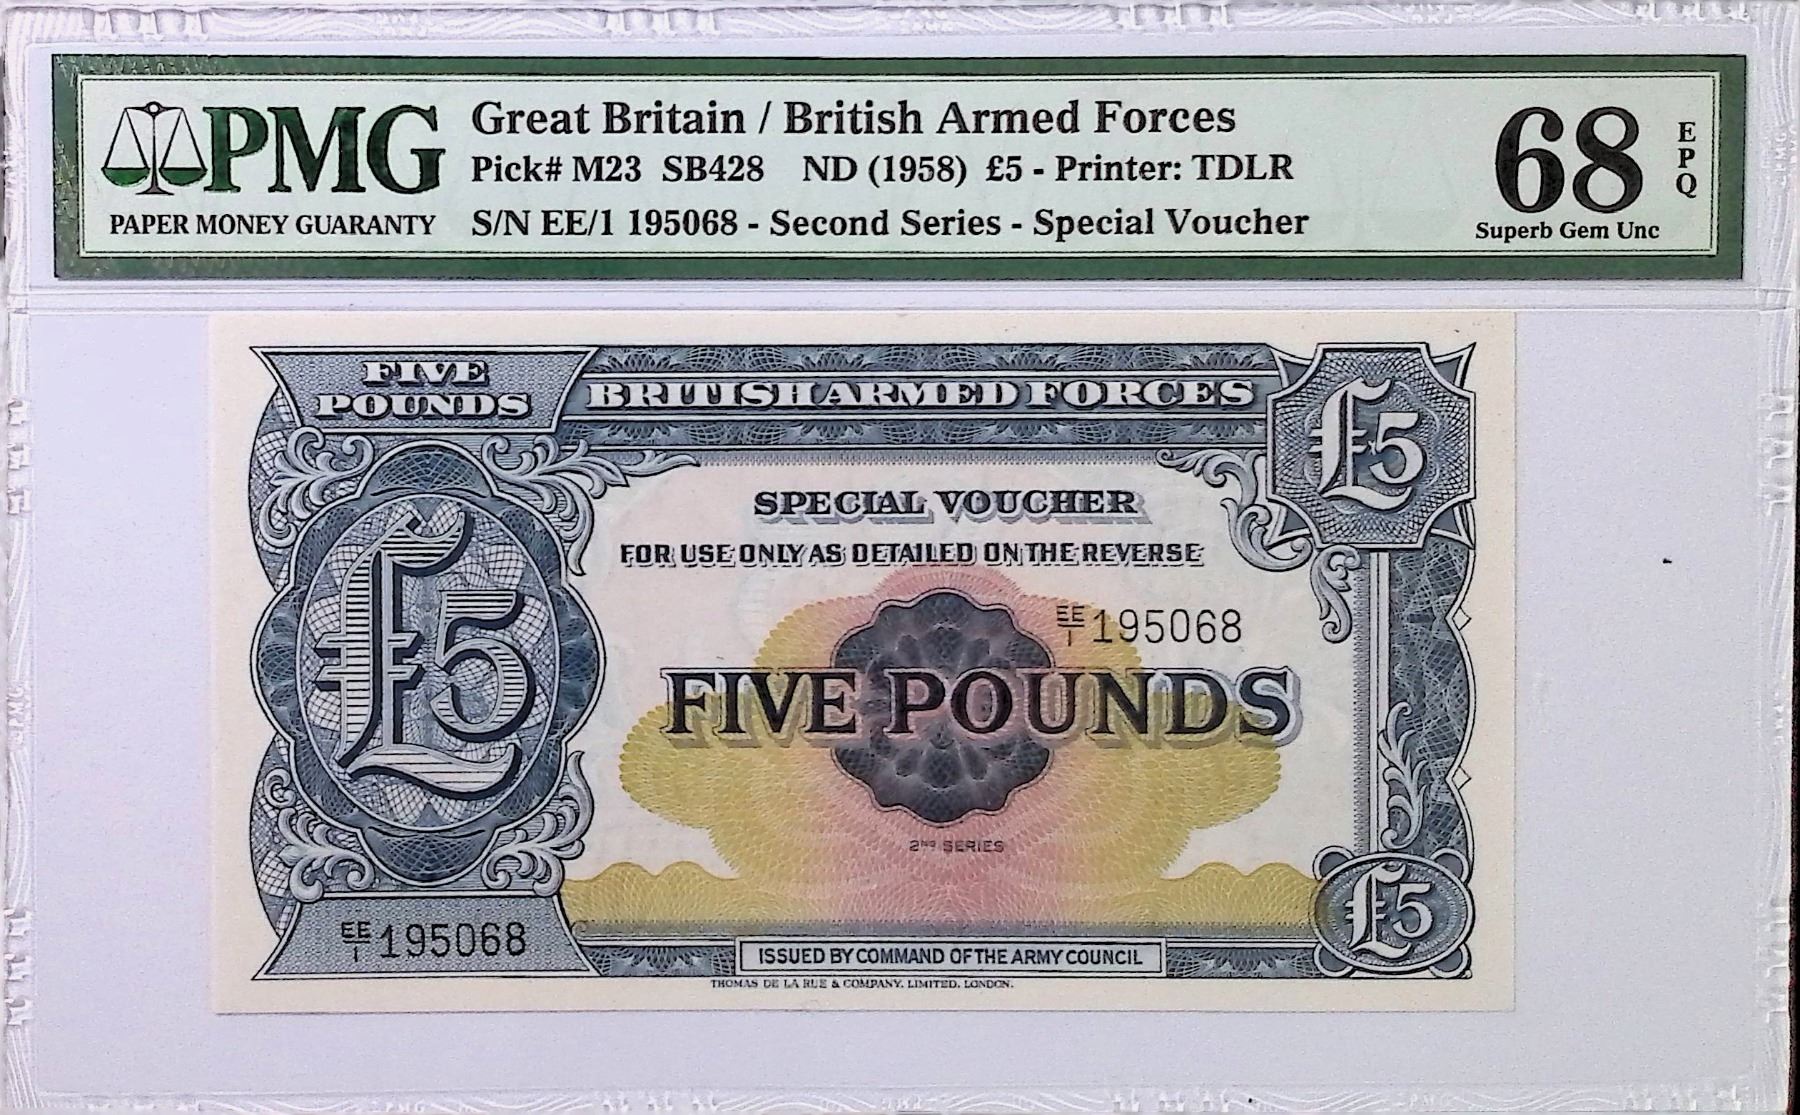 PMG
PAPER MONEY GUARANTY
Great Britain / British Armed Forces
Pick# M23 SB428 ND (1958) £5 - Printer: TDLR
S/N EE/1 195068 - Second Series - Special Voucher
68
EPQ
Superb Gem Unc
FIVE
POUNDS
BRITISH ARMED FORCES
£5
SPECIAL VOUCHER
FOR USE ONLY AS DETAILED ON THE REVERSE
£5
EE/1 195068
FIVE POUNDS
2ND SERIES
£5
EE/1 195068
ISSUED BY COMMAND OF THE ARMY COUNCIL
THOMAS DE LA RUE & COMPANY, LIMITED, LONDON.
PMG